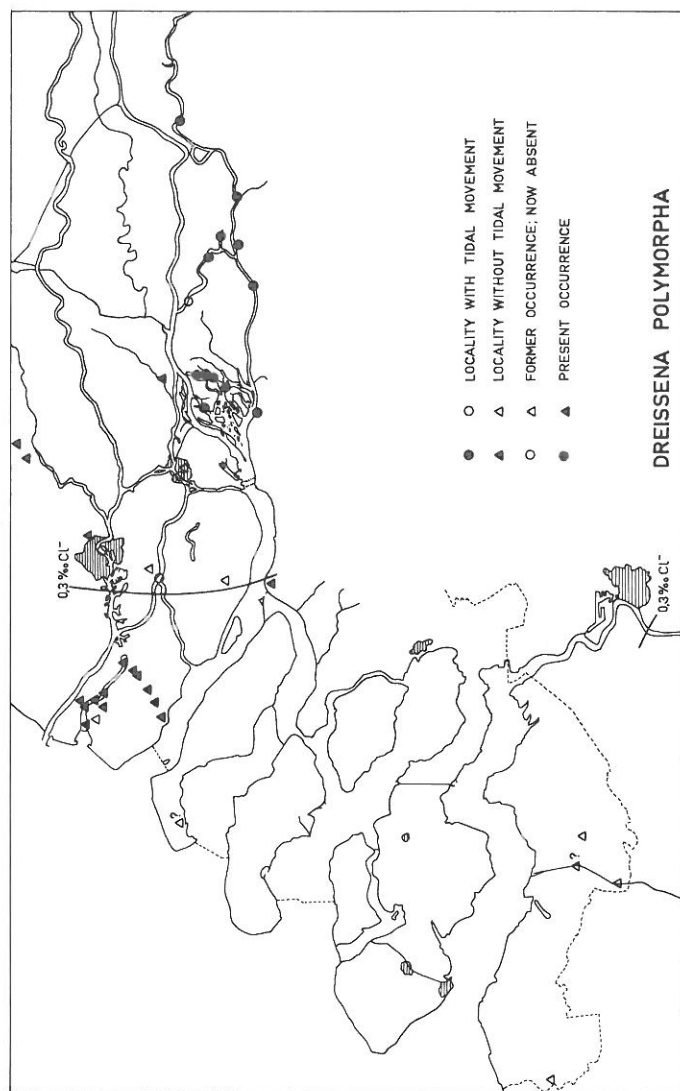 0,3 ‰ Cl⁻
?
?
0,3 ‰ Cl⁻
LOCALITY WITH TIDAL MOVEMENT
LOCALITY WITHOUT TIDAL MOVEMENT
FORMER OCCURRENCE; NOW ABSENT
PRESENT OCCURRENCE
DREISSENA POLYMORPHA